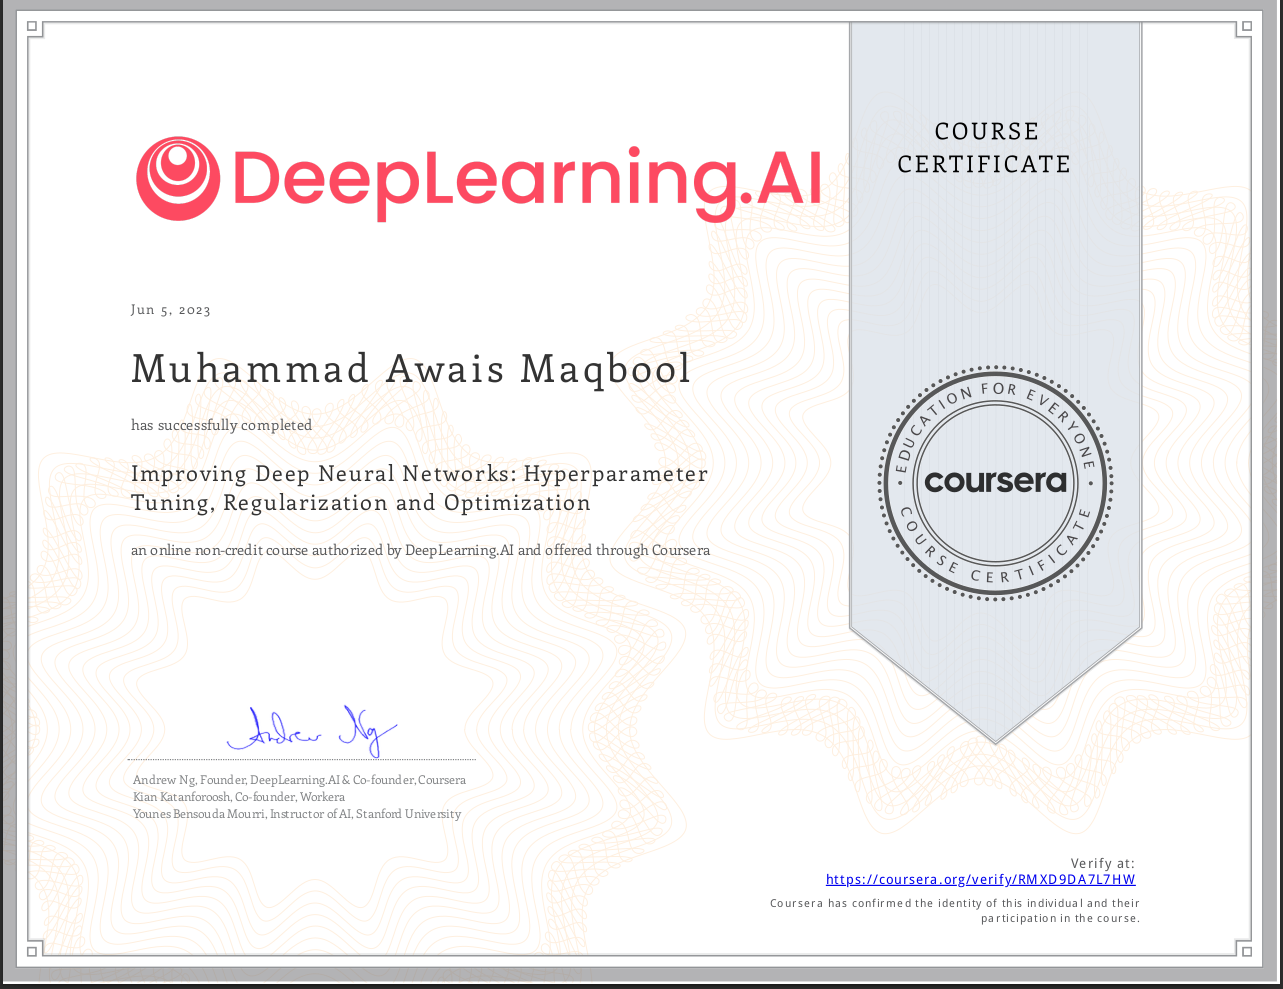 DeepLearning.AI
COURSE
CERTIFICATE
Jun 5, 2023
Muhammad Awais Maqbool
has successfully completed
Improving Deep Neural Networks: Hyperparameter
Tuning, Regularization and Optimization
an online non-credit course authorized by DeepLearning.AI and offered through Coursera
EDUCATION FOR EVERYONE
coursera
COURSE CERTIFICATE
Andrew Ng
Andrew Ng, Founder, DeepLearning.AI & Co-founder, Coursera
Kian Katanforoosh, Co-founder, Workera
Younes Bensouda Mourri, Instructor of AI, Stanford University
Verify at:
https://coursera.org/verify/RMXD9DA7L7HW
Coursera has confirmed the identity of this individual and their
participation in the course.